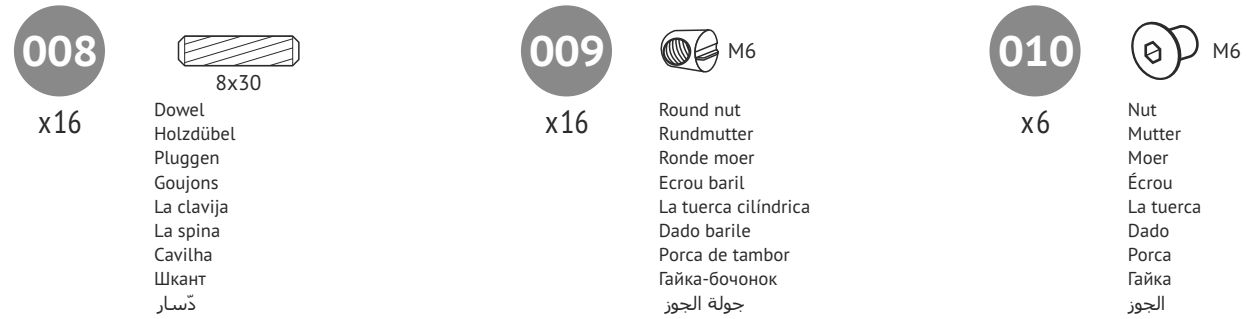 008
x16
8x30
Dowel
Holzdübel
Pluggen
Goujons
La clavija
La spina
Cavilha
Шкант
دّسار
009
x16
M6
Round nut
Rundmutter
Ronde moer
Ecrou baril
La tuerca cilíndrica
Dado barile
Porca de tambor
Гайка-бочонок
جولة الجوز
010
x6
M6
Nut
Mutter
Moer
Écrou
La tuerca
Dado
Porca
Гайка
الجوز